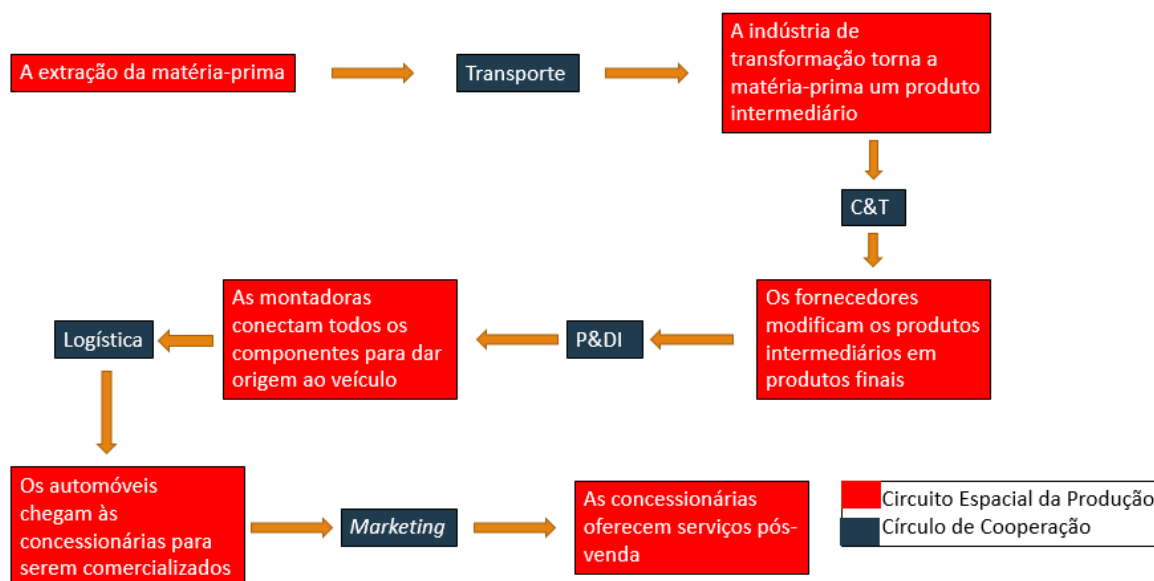 A extração da matéria-prima
Transporte
A indústria de
transformação torna a
matéria-prima um produto
intermediário
C&T
Os fornecedores
modificam os produtos
intermediários em
produtos finais
P&DI
As montadoras
conectam todos os
componentes para dar
origem ao veículo
Logística
Os automóveis
chegam às
concessionárias para
serem comercializados
Marketing
As concessionárias
oferecem serviços pós-
venda
Circuito Espacial da Produção
Círculo de Cooperação